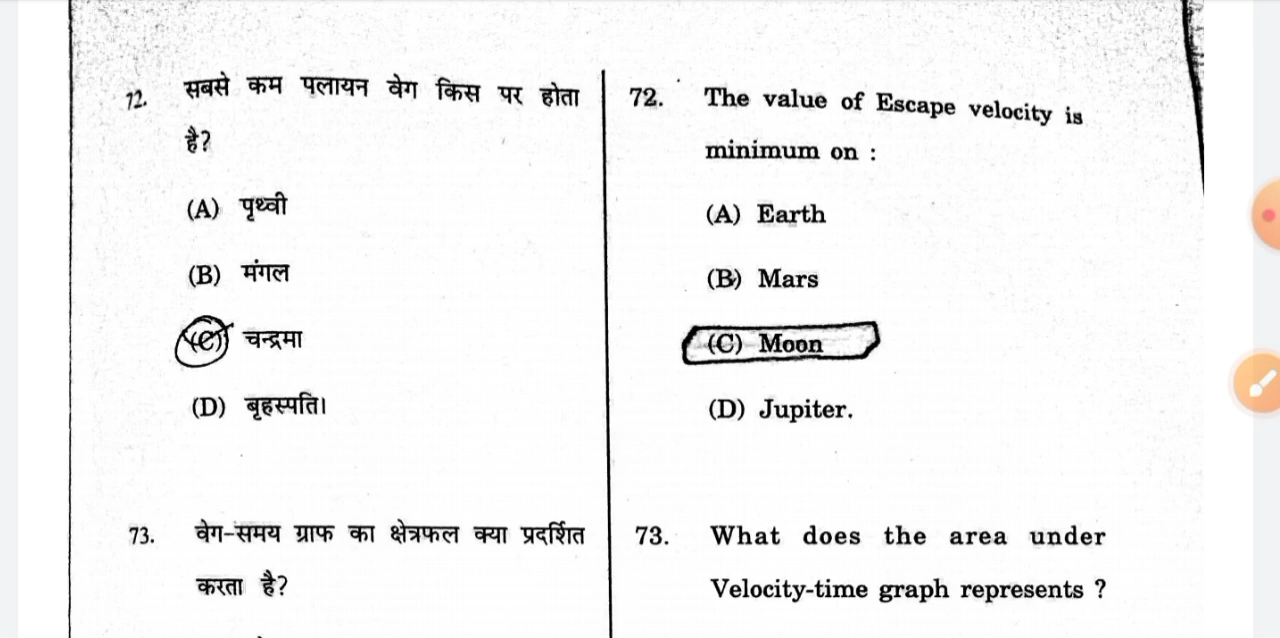 72. सबसे कम पलायन वेग किस पर होता
है?
(A) पृथ्वी
(B) मंगल
(C) चन्द्रमा
(D) बृहस्पति।
73. वेग-समय ग्राफ का क्षेत्रफल क्या प्रदर्शित
करता है?
72. The value of Escape velocity is
minimum on :
(A) Earth
(B) Mars
(C) Moon
(D) Jupiter.
73. What does the area under
Velocity-time graph represents ?